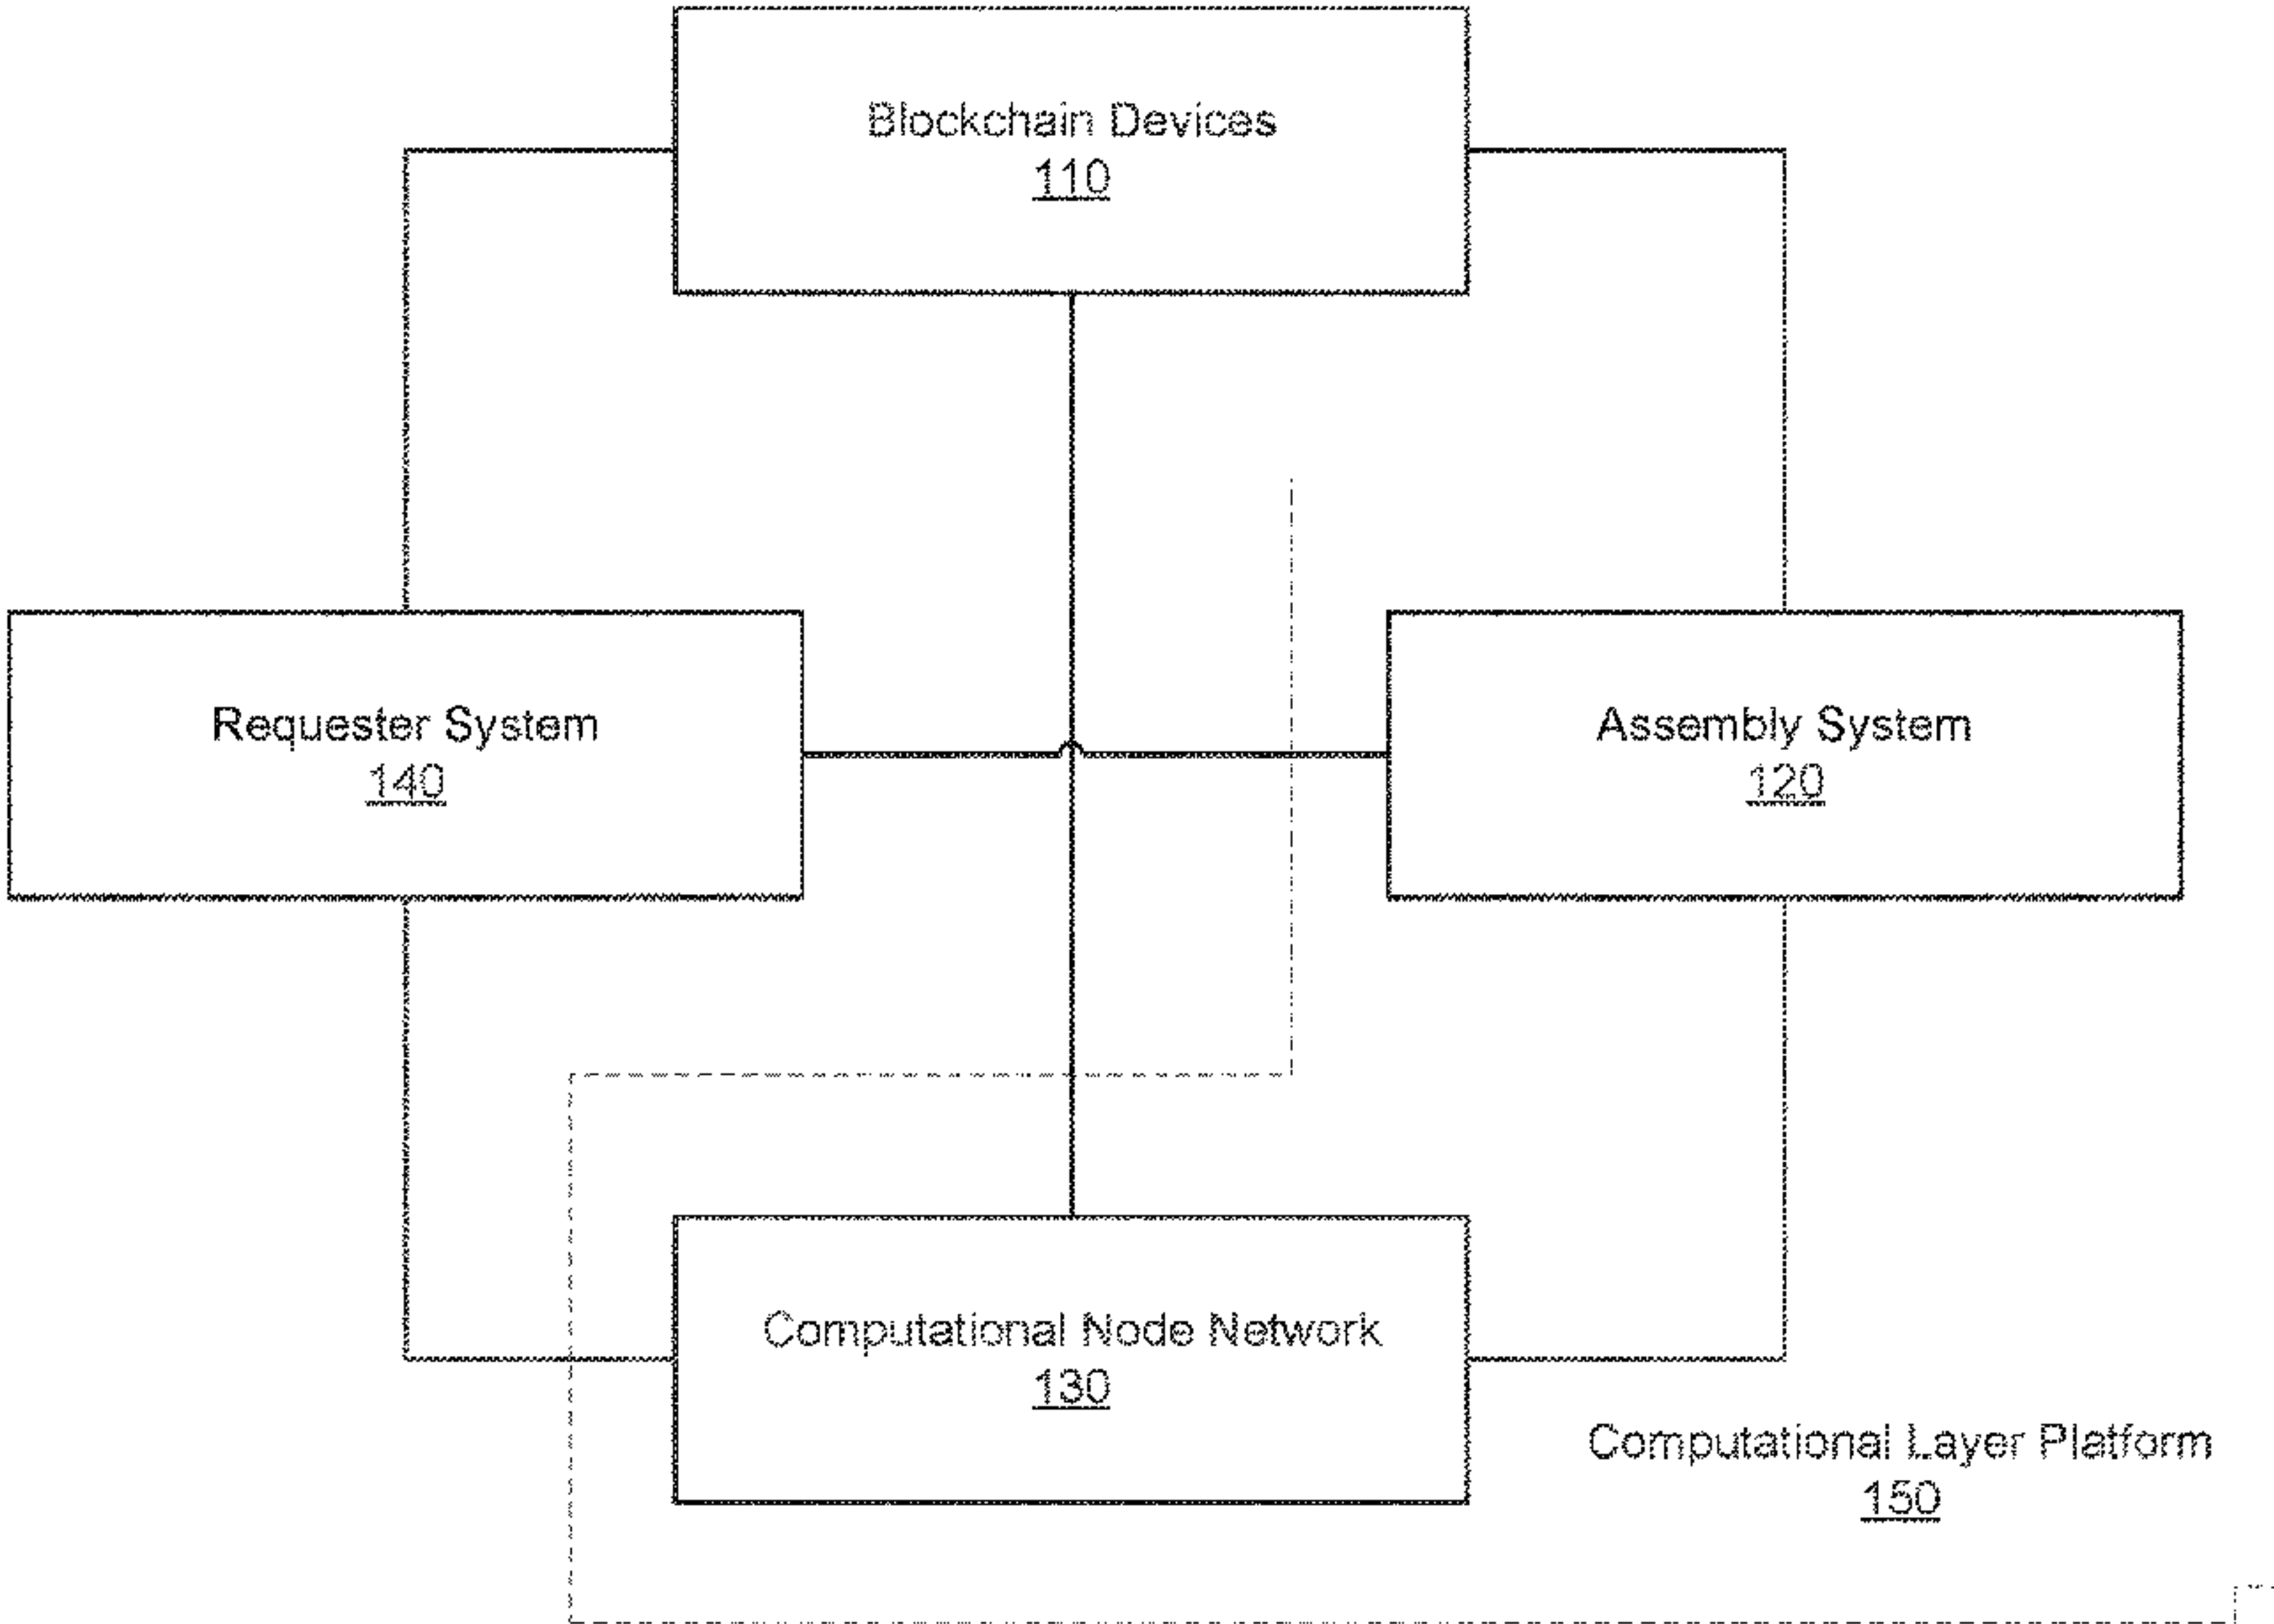 Blockchain Devices
110
Requester System
140
Assembly System
120
Computational Node Network
130
Computational Layer Platform
150